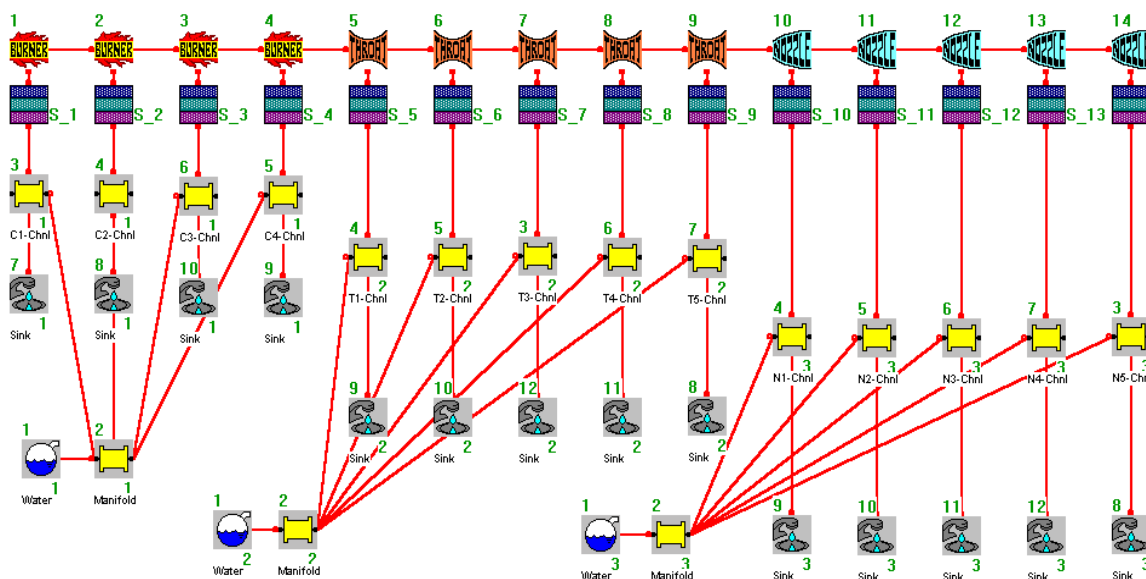 1 2 3 4 5 6 7 8 9 10 11 12 13 14
BURNER BURNER BURNER BURNER THROAT THROAT THROAT THROAT THROAT NOZZLE NOZZLE NOZZLE NOZZLE NOZZLE
S_1 S_2 S_3 S_4 S_5 S_6 S_7 S_8 S_9 S_10 S_11 S_12 S_13
3 4 6 5
1 1 1 1
C1-Chnl C2-Chnl C3-Chnl C4-Chnl
4 5 3 6 7
2 2 2 2 2
T1-Chnl T2-Chnl T3-Chnl T4-Chnl T5-Chnl
7 8 10 9
1 1 1 1
Sink Sink Sink Sink
4 5 6 7 3
3 3 3 3 3
N1-Chnl N2-Chnl N3-Chnl N4-Chnl N5-Chnl
9 10 12 11 8
2 2 2 2 2
Sink Sink Sink Sink Sink
1 2
1 1
Water Manifold
1 2
2 2
Water Manifold
1 2
3 3
Water Manifold
9 10 11 12 8
3 3 3 3 3
Sink Sink Sink Sink Sink